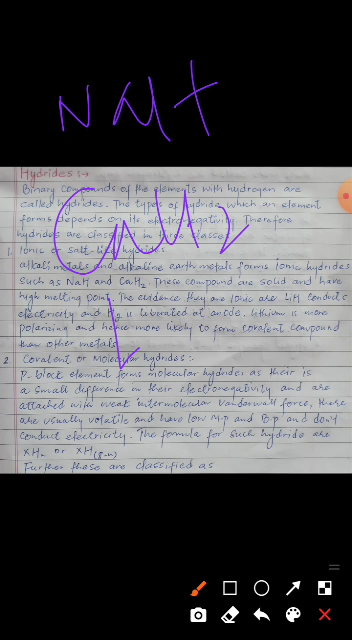 NaH
Hydrides :→
Binary compounds of the elements with hydrogen are
called hydrides. The types of hydride which an element
forms depends on its electronegativity. Therefore
hydrides are classified in three classes
1. Ionic or Salt-like hydrides
alkali metals and alkaline earth metals forms ionic hydrides
such as NaH and CaH2. These compound are solid and have
high melting point. The evidence they are ionic are LiH conducts
electricity and H2 is liberated at anode. Lithium is more
polarizing and hence more likely to form covalent compound
than other metals
2. Covalent or Molecular hydrides :-
P-block element forms molecular hydrides as their is
a small difference in their electronegativity and are
attached with weak intermolecular Vanderwall force, these
are usually volatile and have low M.p and B.p and don't
conduct electricity. The formula for such hydride are
XHn or XH(8-n)
Further these are classified as